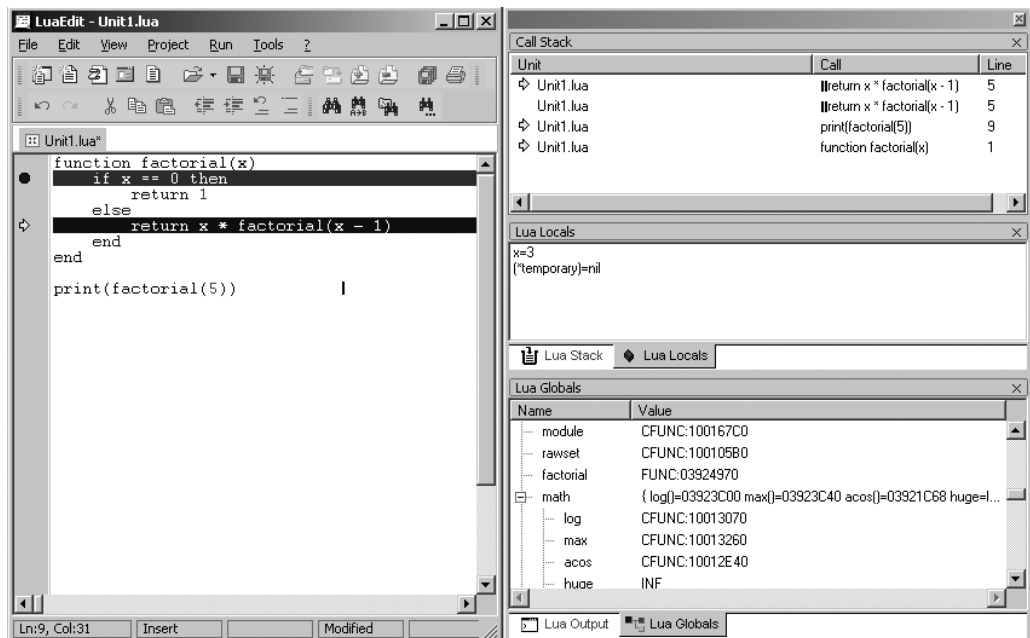 LuaEdit - Unit1.lua
File Edit View Project Run Tools ?
Unit1.lua*
function factorial(x)
if x == 0 then
return 1
else
return x * factorial(x - 1)
end
end
print(factorial(5))
Ln:9, Col:31 Insert Modified
Call Stack
Unit Call Line
Unit1.lua return x * factorial(x - 1) 5
Unit1.lua return x * factorial(x - 1) 5
Unit1.lua print(factorial(5)) 9
Unit1.lua function factorial(x) 1
Lua Locals
x=3
(*temporary)=nil
Lua Stack Lua Locals
Lua Globals
Name Value
module CFUNC:100167C0
rawset CFUNC:100105B0
factorial FUNC:03924970
math { log()=03923C00 max()=03923C40 acos()=03921C68 huge=I...
log CFUNC:10013070
max CFUNC:10013260
acos CFUNC:10012E40
huge INF
Lua Output Lua Globals